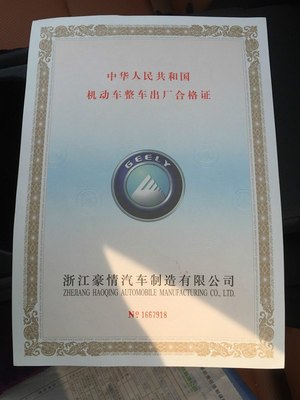 中华人民共和国
机动车整车出厂合格证
GEELY
浙江豪情汽车制造有限公司
ZHEJIANG HAOQING AUTOMOBILE MANUFACTURING CO., LTD.
№ 1667918